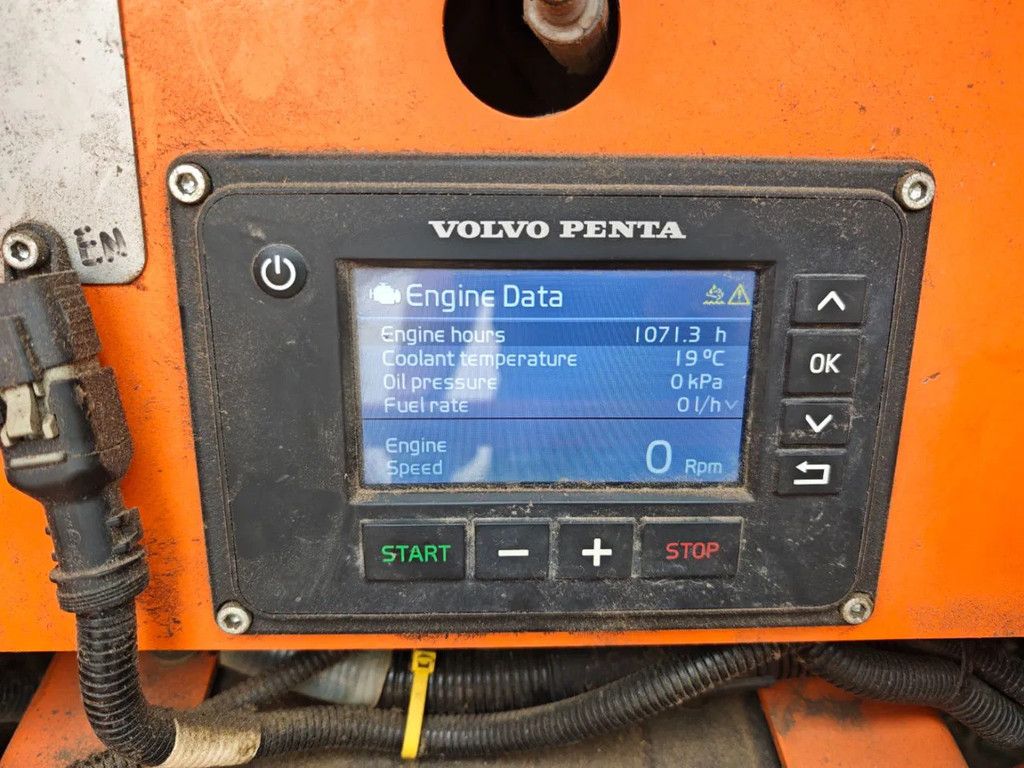 ЁМ
VOLVO PENTA
Engine Data
Engine hours 1071.3 h
Coolant temperature 19 °C
Oil pressure 0 kPa
Fuel rate 0 l/h
Engine
Speed 0 Rpm
OK
START - + STOP